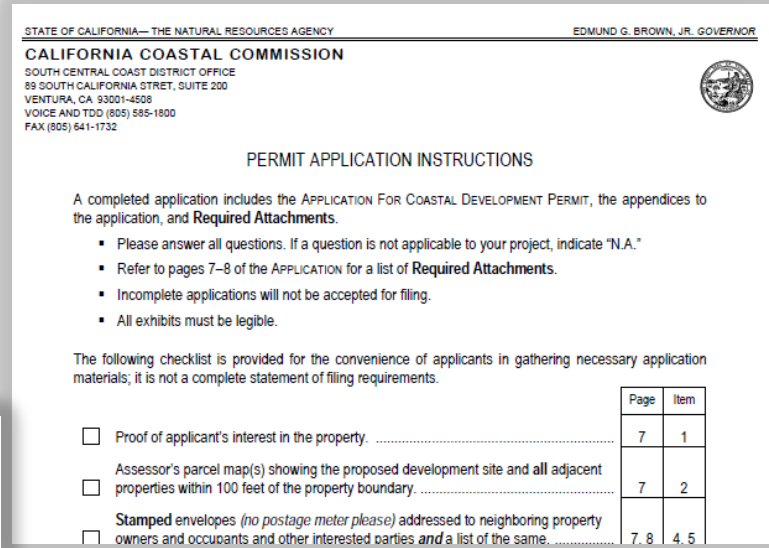 STATE OF CALIFORNIA— THE NATURAL RESOURCES AGENCY EDMUND G. BROWN, JR. GOVERNOR
CALIFORNIA COASTAL COMMISSION
SOUTH CENTRAL COAST DISTRICT OFFICE
89 SOUTH CALIFORNIA STRET, SUITE 200
VENTURA, CA 93001-4508
VOICE AND TDD (805) 585-1800
FAX (805) 641-1732
PERMIT APPLICATION INSTRUCTIONS
A completed application includes the APPLICATION FOR COASTAL DEVELOPMENT PERMIT, the appendices to
the application, and Required Attachments.
▪ Please answer all questions. If a question is not applicable to your project, indicate “N.A.”
▪ Refer to pages 7–8 of the APPLICATION for a list of Required Attachments.
▪ Incomplete applications will not be accepted for filing.
▪ All exhibits must be legible.
The following checklist is provided for the convenience of applicants in gathering necessary application
materials; it is not a complete statement of filing requirements.
Page Item
Proof of applicant’s interest in the property. ............................................................ 7 1
Assessor’s parcel map(s) showing the proposed development site and all adjacent
properties within 100 feet of the property boundary. ................................................. 7 2
Stamped envelopes (no postage meter please) addressed to neighboring property
owners and occupants and other interested parties and a list of the same. ............... 7, 8 4, 5